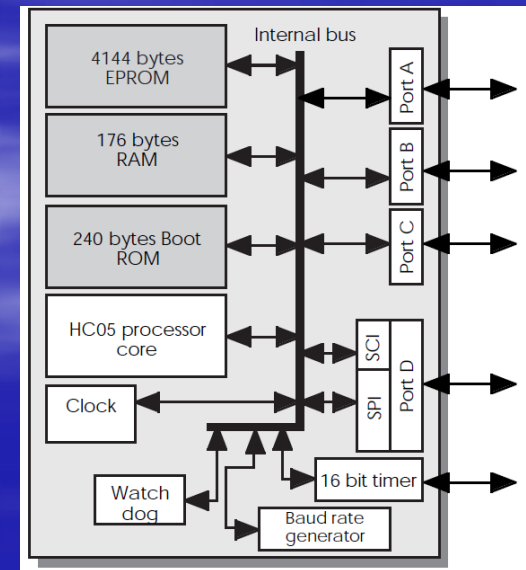 Internal bus
4144 bytes
EPROM
Port A
176 bytes
RAM
Port B
240 bytes Boot
ROM
Port C
HC05 processor
core
SCI
SPI
Port D
Clock
16 bit timer
Watch
dog
Baud rate
generator